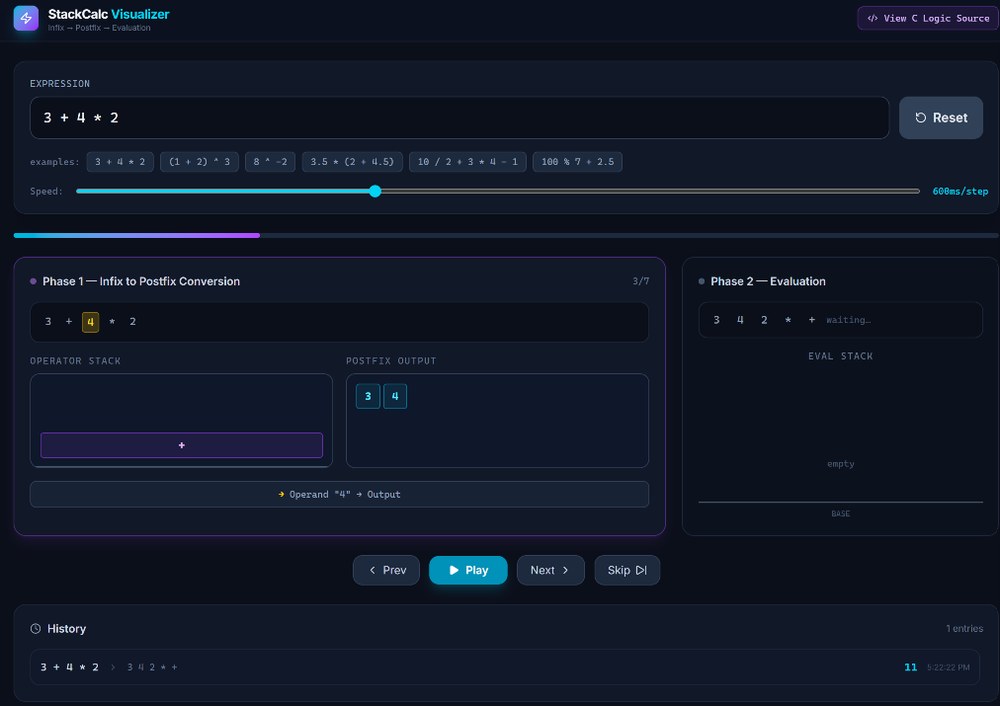 StackCalc Visualizer
Infix → Postfix → Evaluation
</> View C Logic Source
EXPRESSION
3 + 4 * 2
Reset
examples: 3 + 4 * 2 (1 + 2) ^ 3 8 ^ -2 3.5 * (2 + 4.5) 10 / 2 + 3 * 4 - 1 100 % 7 + 2.5
Speed: 600ms/step
Phase 1 — Infix to Postfix Conversion 3/7
3 + 4 * 2
OPERATOR STACK
+
POSTFIX OUTPUT
3 4
→ Operand "4" → Output
Phase 2 — Evaluation
3 4 2 * + waiting…
EVAL STACK
empty
BASE
Prev Play Next Skip
History 1 entries
3 + 4 * 2 › 3 4 2 * + 11 5:22:22 PM